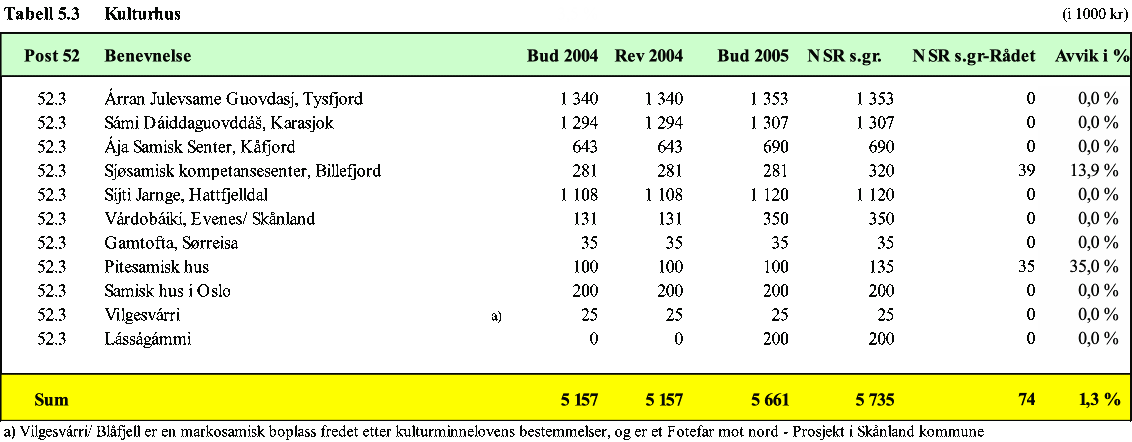 Tabell 5.3 Kulturhus (i 1000 kr)
Post 52 Benevnelse Bud 2004 Rev 2004 Bud 2005 NSR s.gr. NSR s.gr-Rådet Avvik i %
52.3 Árran Julevsame Guovdasj, Tysfjord 1 340 1 340 1 353 1 353 0 0,0 %
52.3 Sámi Dáiddaguovddáš, Karasjok 1 294 1 294 1 307 1 307 0 0,0 %
52.3 Ája Samisk Senter, Kåfjord 643 643 690 690 0 0,0 %
52.3 Sjøsamisk kompetansesenter, Billefjord 281 281 281 320 39 13,9 %
52.3 Sijti Jarnge, Hattfjelldal 1 108 1 108 1 120 1 120 0 0,0 %
52.3 Várdobáiki, Evenes/ Skånland 131 131 350 350 0 0,0 %
52.3 Gamtofta, Sørreisa 35 35 35 35 0 0,0 %
52.3 Pitesamisk hus 100 100 100 135 35 35,0 %
52.3 Samisk hus i Oslo 200 200 200 200 0 0,0 %
52.3 Vilgesvárri a) 25 25 25 25 0 0,0 %
52.3 Lásságámmi 0 0 200 200 0 0,0 %
Sum 5 157 5 157 5 661 5 735 74 1,3 %
a) Vilgesvárri/ Blåfjell er en markosamisk boplass fredet etter kulturminnelovens bestemmelser, og er et Fotefar mot nord - Prosjekt i Skånland kommune